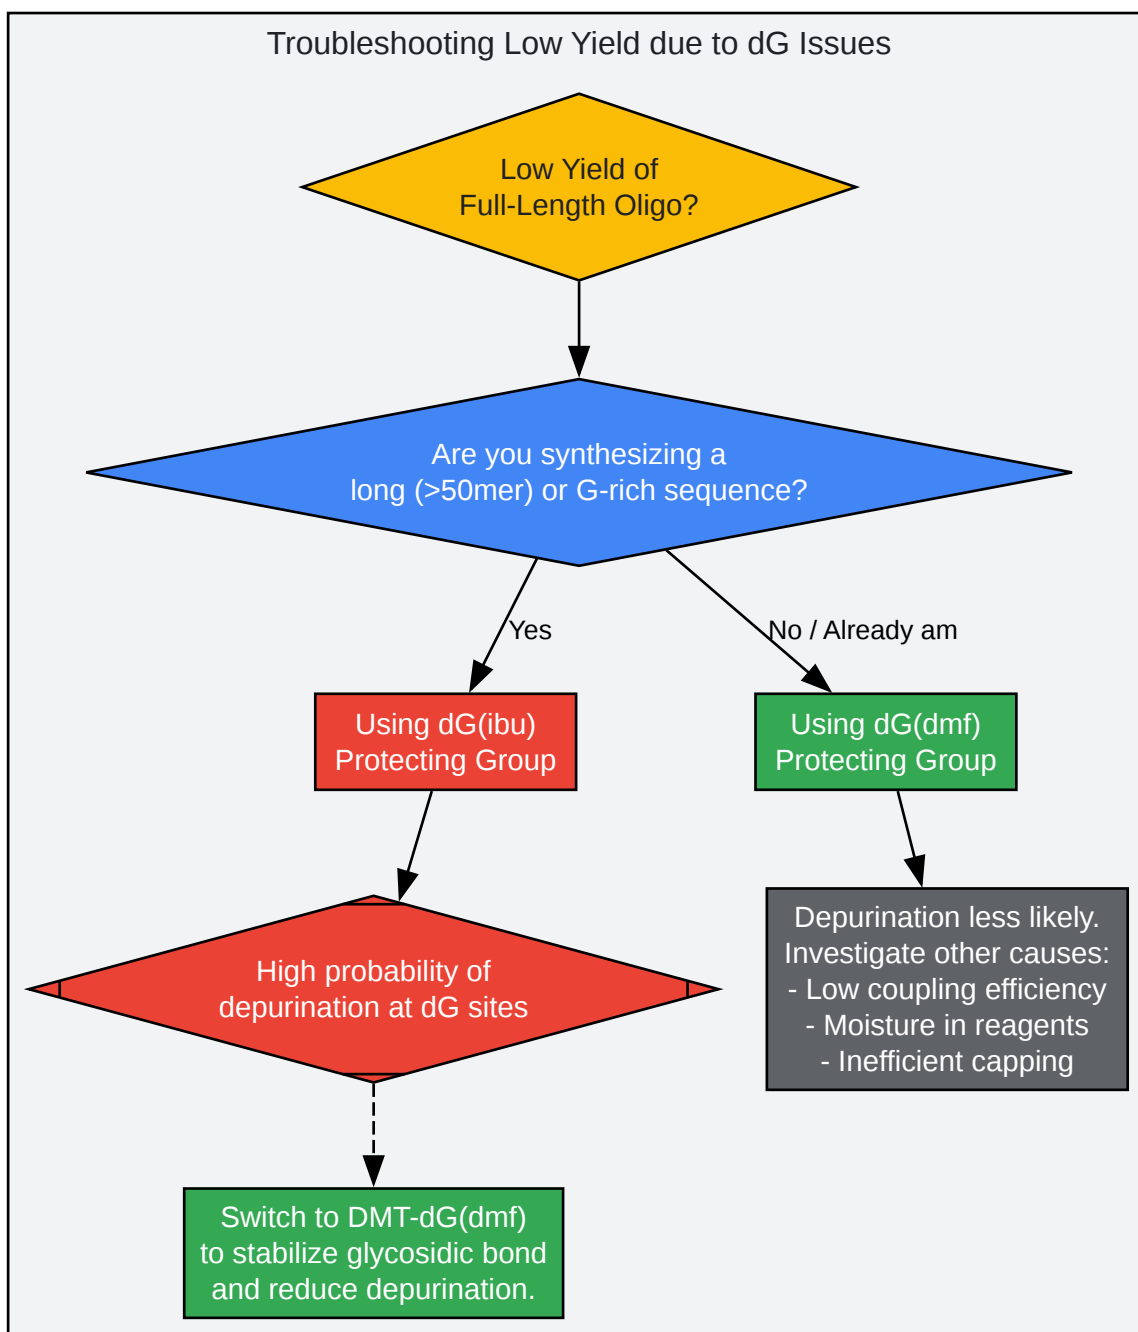 Troubleshooting Low Yield due to dG Issues
Low Yield of
Full-Length Oligo?
Are you synthesizing a
long (>50mer) or G-rich sequence?
Yes
No / Already am
Using dG(ibu)
Protecting Group
Using dG(dmf)
Protecting Group
High probability of
depurination at dG sites
Depurination less likely.
Investigate other causes:
- Low coupling efficiency
- Moisture in reagents
- Inefficient capping
Switch to DMT-dG(dmf)
to stabilize glycosidic bond
and reduce depurination.